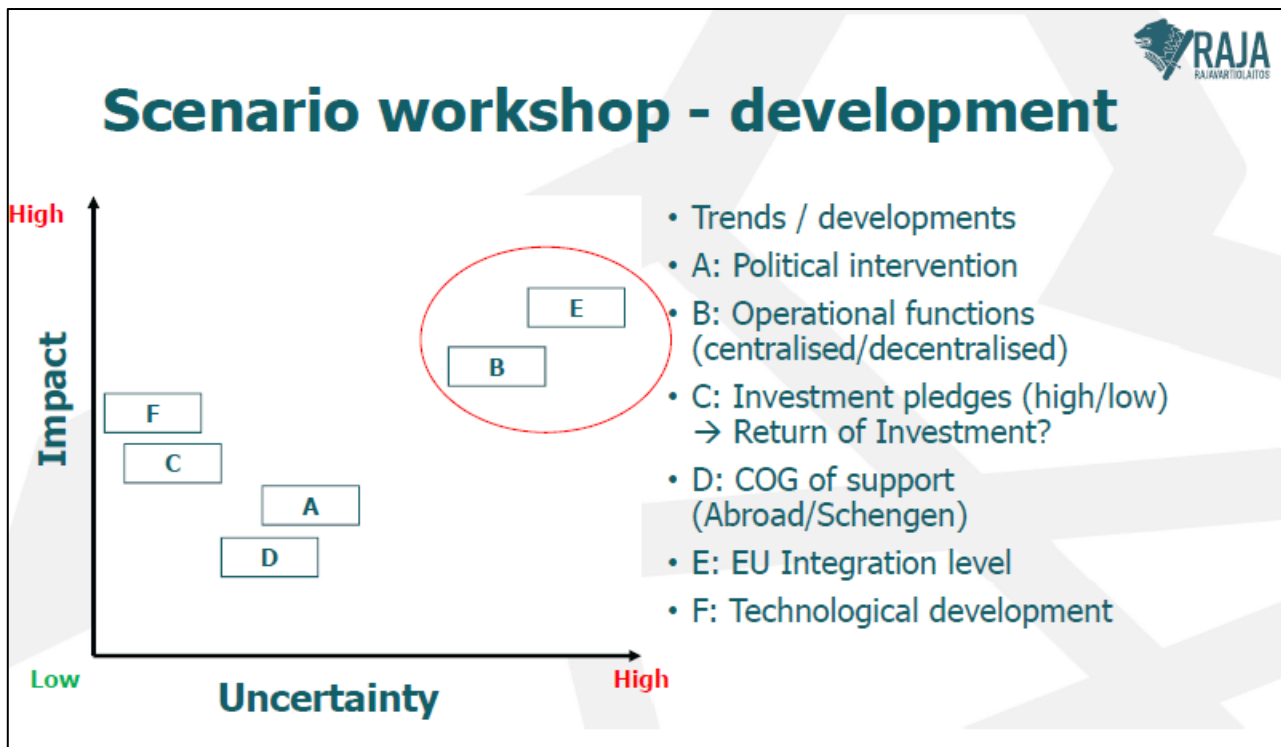 RAJA
RAJAVARTIOLAITOS
Scenario workshop - development
High
Impact
E
B
F
C
A
D
Low
Uncertainty
High
• Trends / developments
• A: Political intervention
• B: Operational functions
(centralised/decentralised)
• C: Investment pledges (high/low)
→ Return of Investment?
• D: COG of support
(Abroad/Schengen)
• E: EU Integration level
• F: Technological development